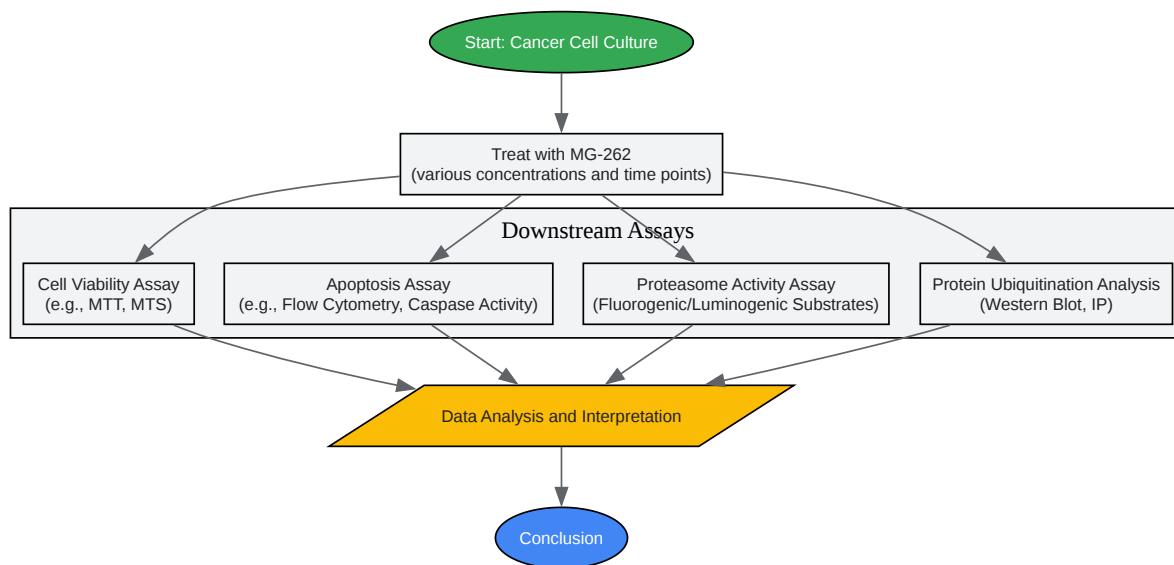 Start: Cancer Cell Culture
Treat with MG-262
(various concentrations and time points)
Downstream Assays
Cell Viability Assay
(e.g., MTT, MTS)
Apoptosis Assay
(e.g., Flow Cytometry, Caspase Activity)
Proteasome Activity Assay
(Fluorogenic/Luminogenic Substrates)
Protein Ubiquitination Analysis
(Western Blot, IP)
Data Analysis and Interpretation
Conclusion